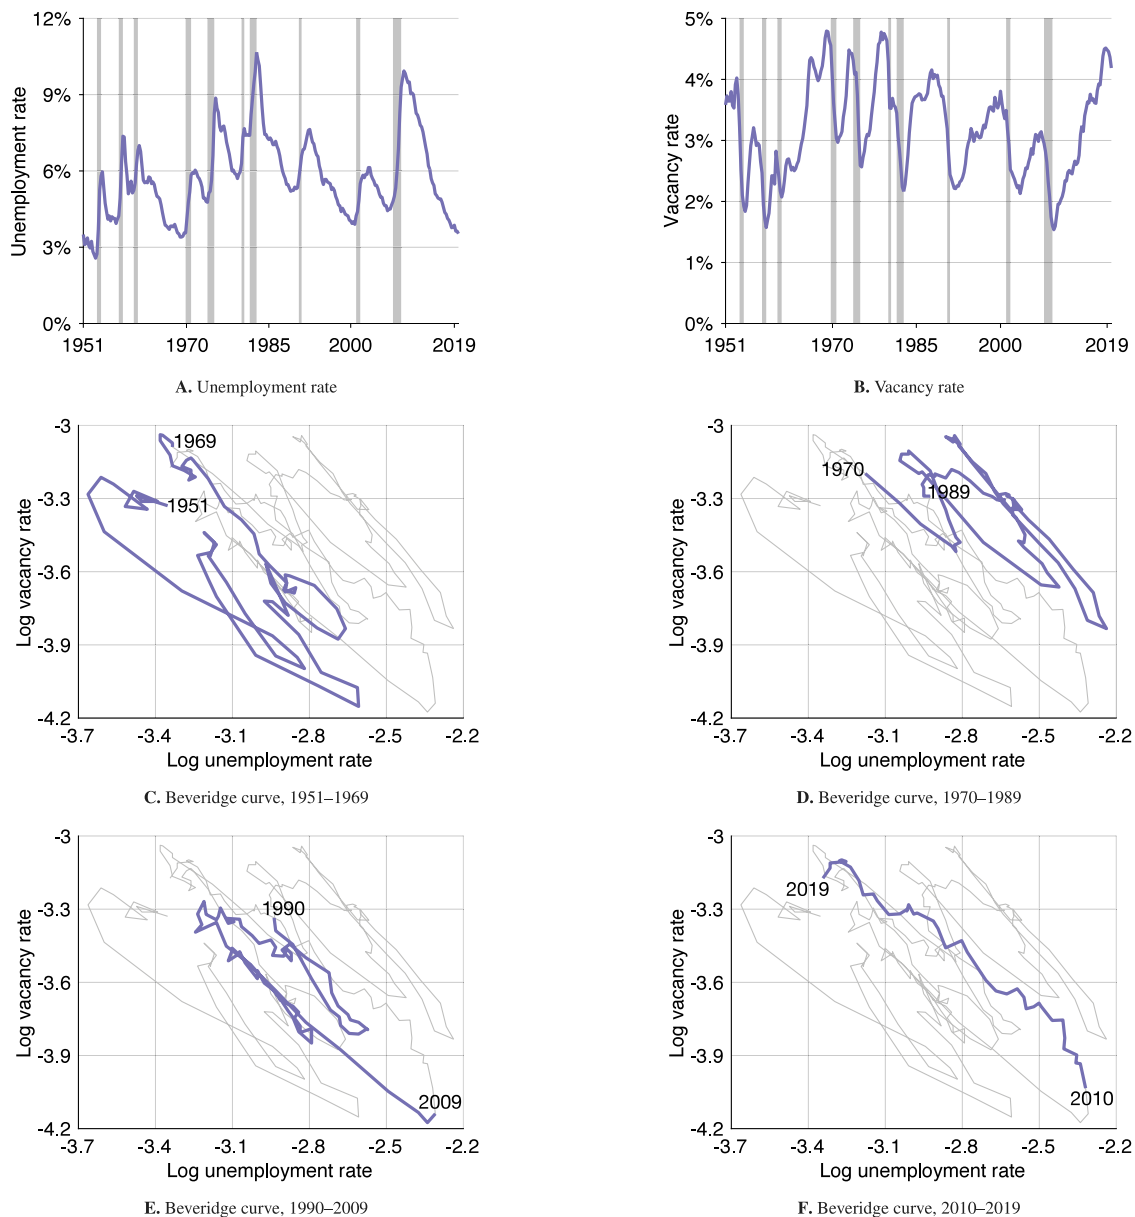 12%
9%
6%
3%
0%
Unemployment rate
1951 1970 1985 2000 2019
A. Unemployment rate
5%
4%
3%
2%
1%
0%
Vacancy rate
1951 1970 1985 2000 2019
B. Vacancy rate
-3
-3.3
-3.6
-3.9
-4.2
Log vacancy rate
1969
1951
-3.7 -3.4 -3.1 -2.8 -2.5 -2.2
Log unemployment rate
C. Beveridge curve, 1951–1969
-3
-3.3
-3.6
-3.9
-4.2
Log vacancy rate
1970
1989
-3.7 -3.4 -3.1 -2.8 -2.5 -2.2
Log unemployment rate
D. Beveridge curve, 1970–1989
-3
-3.3
-3.6
-3.9
-4.2
Log vacancy rate
1990
2009
-3.7 -3.4 -3.1 -2.8 -2.5 -2.2
Log unemployment rate
E. Beveridge curve, 1990–2009
-3
-3.3
-3.6
-3.9
-4.2
Log vacancy rate
2019
2010
-3.7 -3.4 -3.1 -2.8 -2.5 -2.2
Log unemployment rate
F. Beveridge curve, 2010–2019